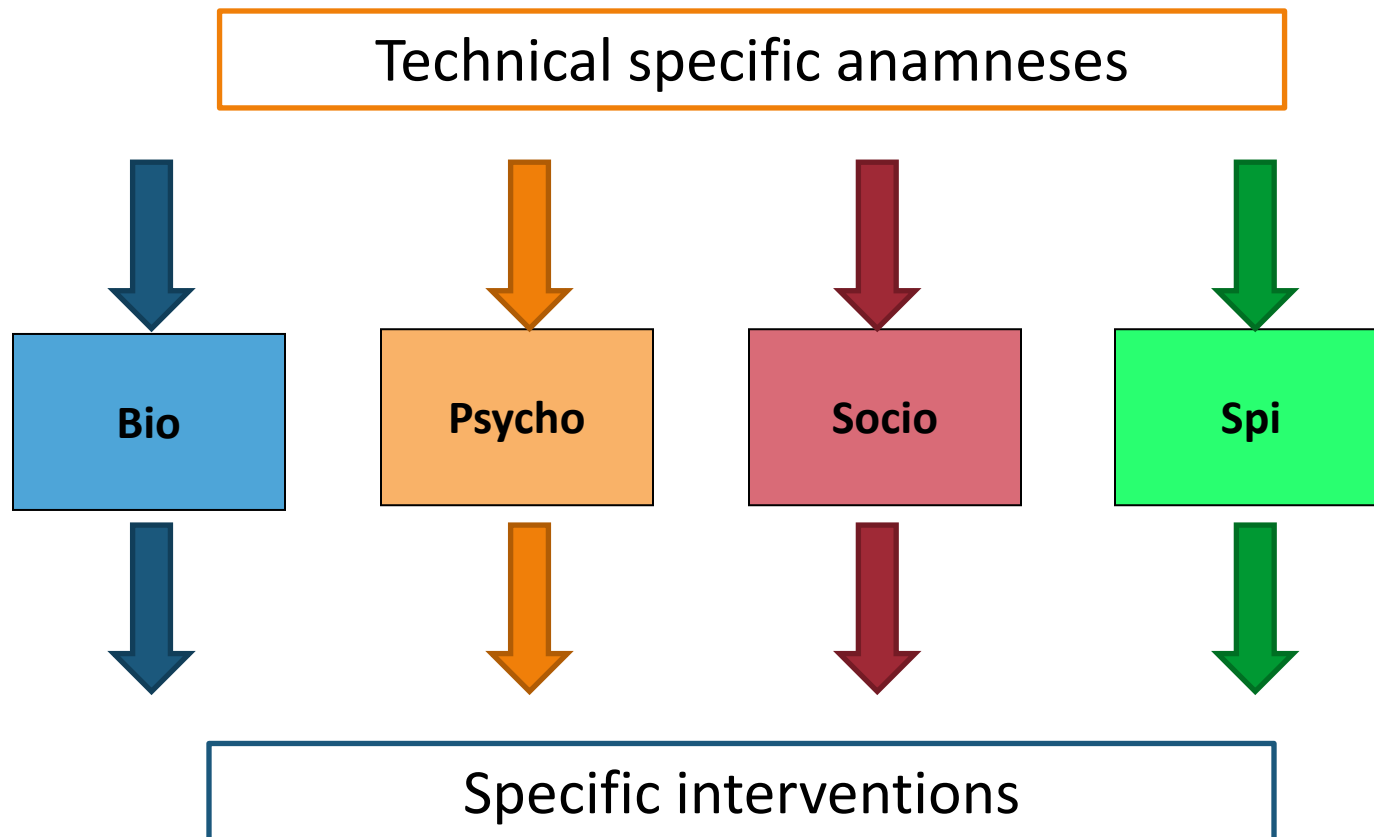 Technical specific anamneses
Bio
Psycho
Socio
Spi
Specific interventions